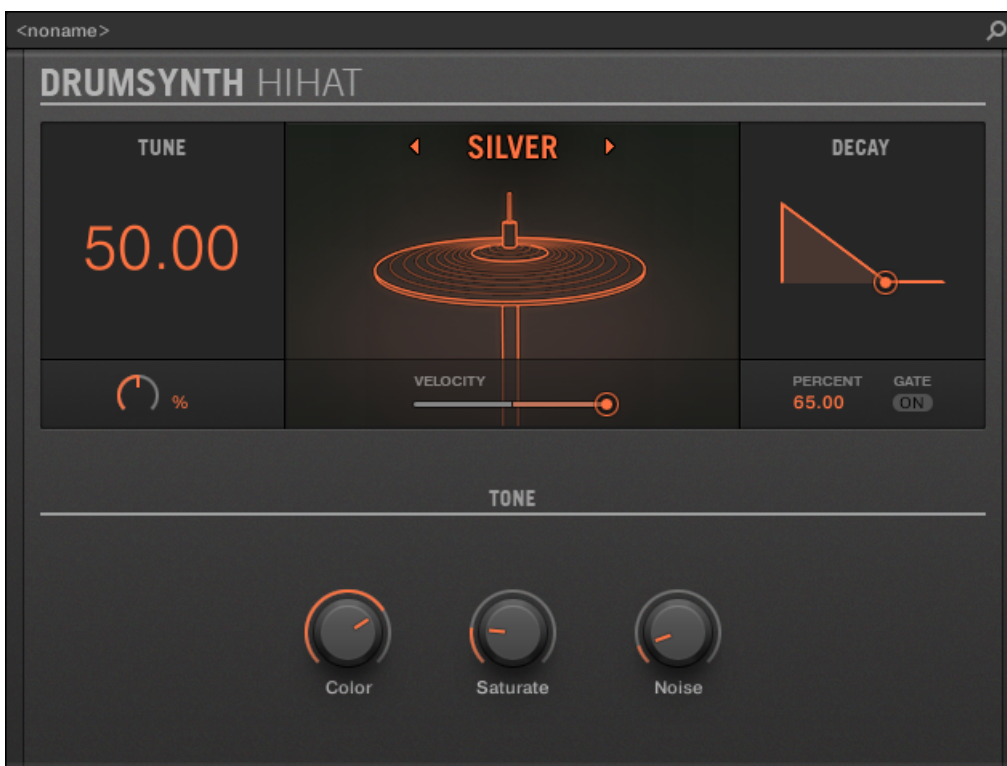 <noname>
DRUMSYNTH HIHAT
TUNE
SILVER
DECAY
50.00
%
VELOCITY
PERCENT
65.00
GATE
ON
TONE
Color
Saturate
Noise